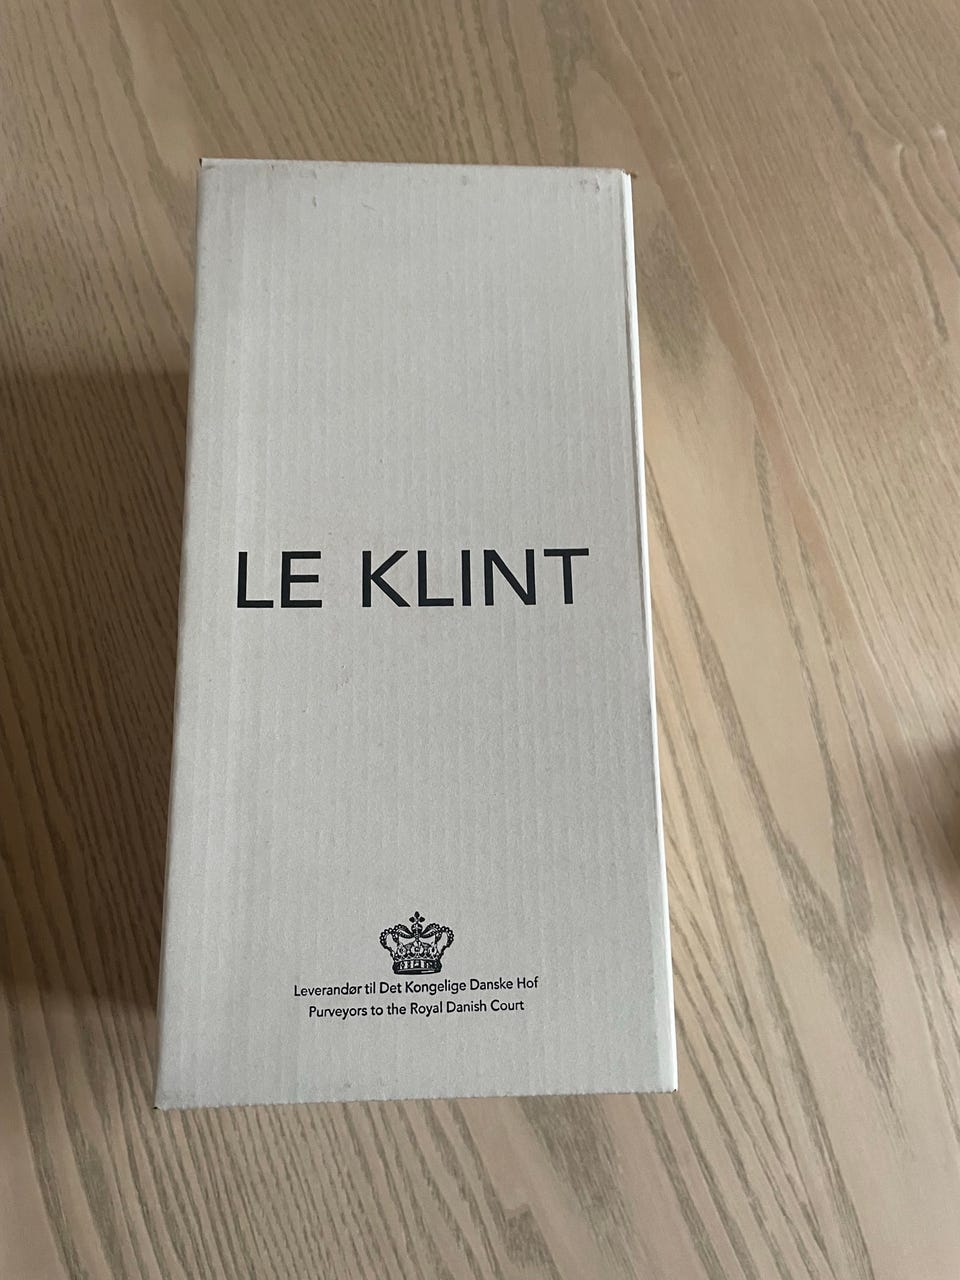 LE KLINT
Leverandør til Det Kongelige Danske Hof
Purveyors to the Royal Danish Court